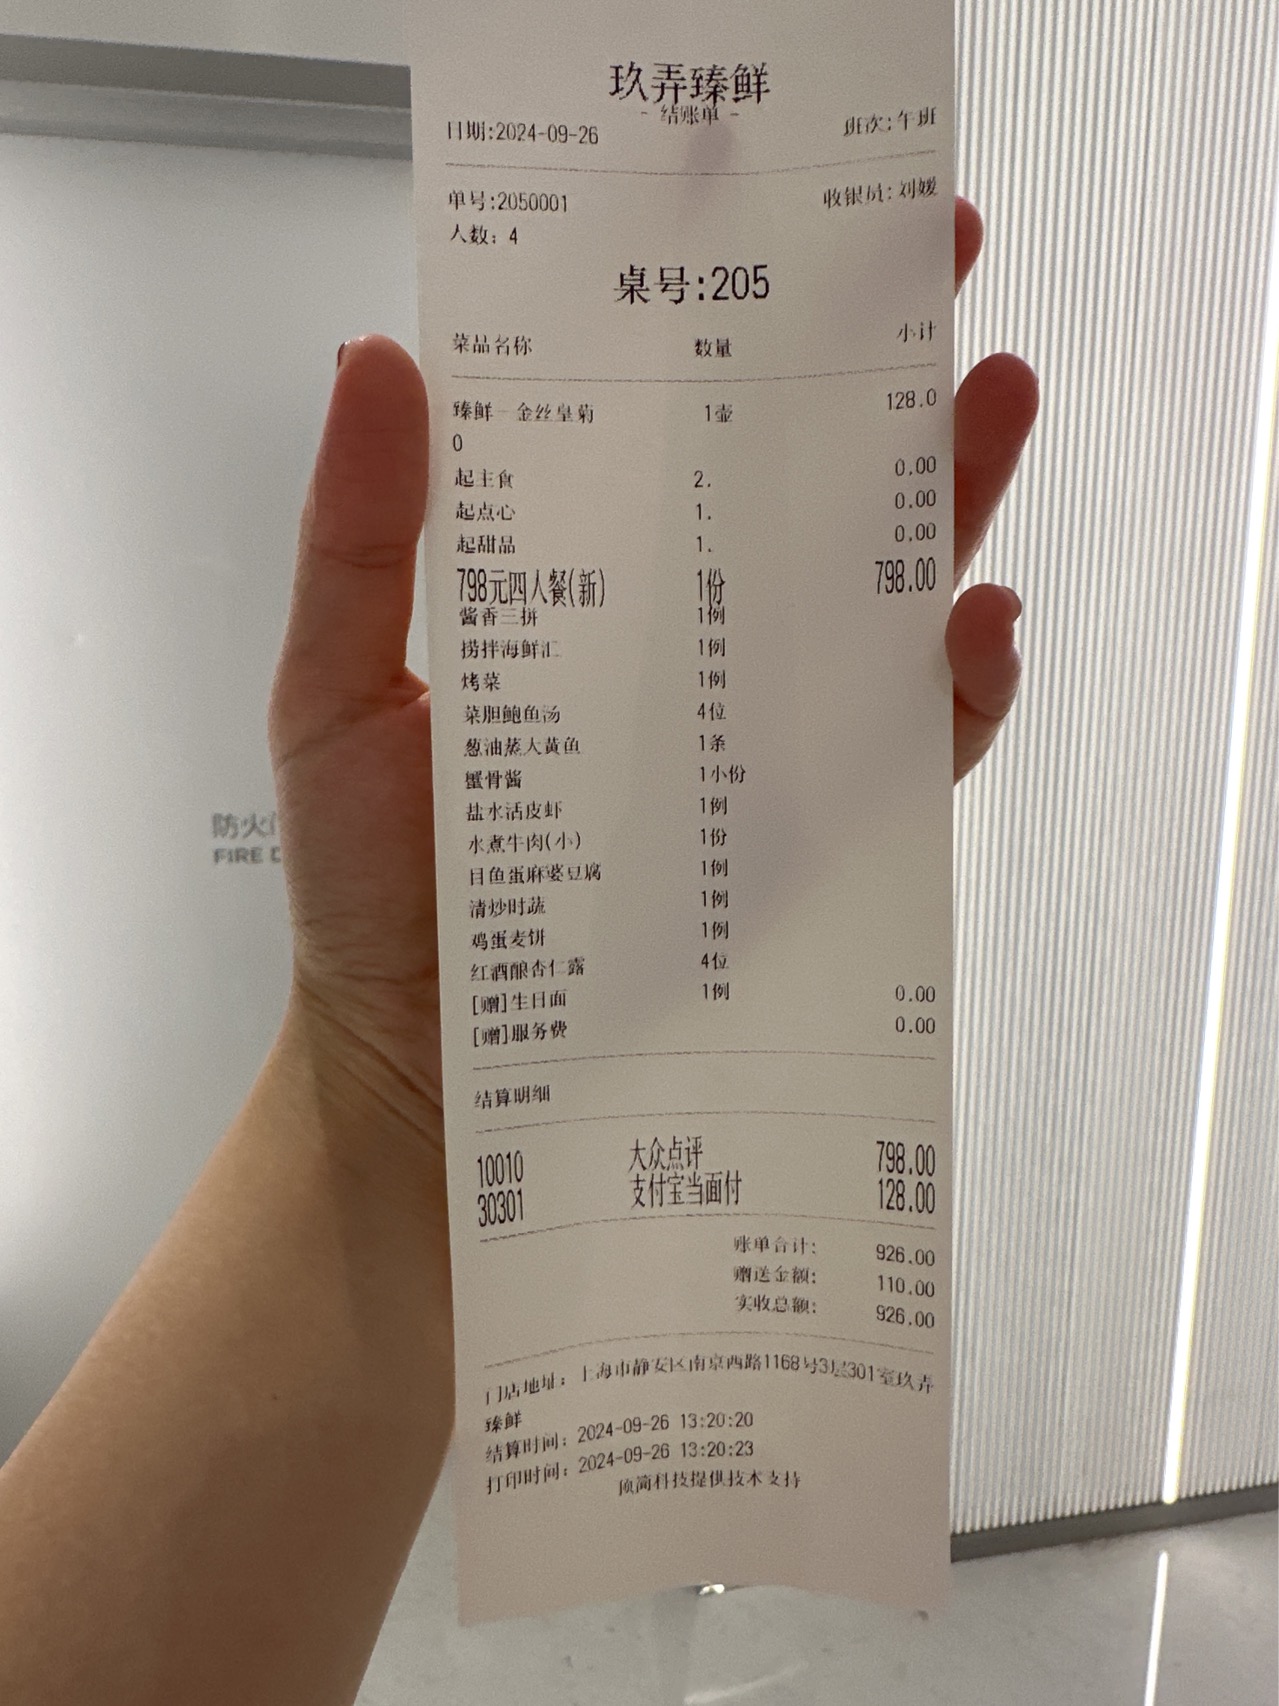 玖弄臻鲜
- 结账单 -
日期:2024-09-26 班次:午班
单号:2050001 收银员:刘媛
人数: 4
桌号:205
菜品名称 数量 小计
臻鲜—金丝皇菊 1壶 128.0
0
起主食 2. 0.00
起点心 1. 0.00
起甜品 1. 0.00
798元四人餐(新) 1份 798.00
酱香三拼 1例
捞拌海鲜汇 1例
烤菜 1例
菜胆鲍鱼汤 4位
葱油蒸大黄鱼 1条
蟹骨酱 1小份
盐水活皮虾 1例
水煮牛肉(小) 1份
目鱼蛋麻婆豆腐 1例
清炒时蔬 1例
鸡蛋麦饼 1例
红酒酿杏仁露 4位
[赠]生日面 1例 0.00
[赠]服务费 0.00
结算明细
10010 大众点评 798.00
30301 支付宝当面付 128.00
账单合计: 926.00
赠送金额: 110.00
实收总额: 926.00
门店地址: 上海市静安区南京西路1168号3层301室玖弄
臻鲜
结算时间: 2024-09-26 13:20:20
打印时间: 2024-09-26 13:20:23
顶简科技提供技术支持
防火
FIRE